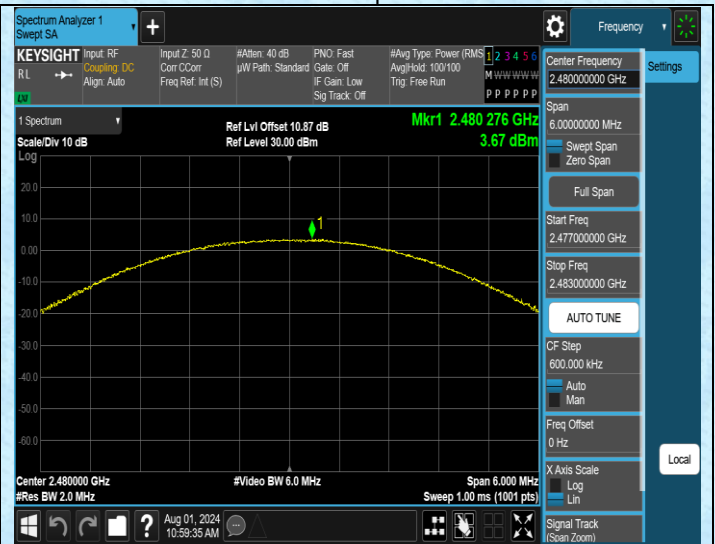 Spectrum Analyzer 1
Swept SA
+
Frequency
KEYSIGHT
RL
LXI
Input: RF
Coupling: DC
Align: Auto
Input Z: 50 Ω
Corr CCorr
Freq Ref: Int (S)
#Atten: 40 dB
µW Path: Standard
PNO: Fast
Gate: Off
IF Gain: Low
Sig Track: Off
#Avg Type: Power (RMS
Avg|Hold: 100/100
Trig: Free Run
1 2 3 4 5 6
M W W W W W
P P P P P P
1 Spectrum
Scale/Div 10 dB
Log
Ref Lvl Offset 10.87 dB
Ref Level 30.00 dBm
Mkr1 2.480 276 GHz
3.67 dBm
20.0
10.0
0.00
-10.0
-20.0
-30.0
-40.0
-50.0
-60.0
1
Center 2.480000 GHz
#Res BW 2.0 MHz
#Video BW 6.0 MHz
Span 6.000 MHz
Sweep 1.00 ms (1001 pts)
Center Frequency
2.480000000 GHz
Settings
Span
6.00000000 MHz
Swept Span
Zero Span
Full Span
Start Freq
2.477000000 GHz
Stop Freq
2.483000000 GHz
AUTO TUNE
CF Step
600.000 kHz
Auto
Man
Freq Offset
0 Hz
X Axis Scale
Log
Lin
Signal Track
(Span Zoom)
Local
?
Aug 01, 2024
10:59:35 AM